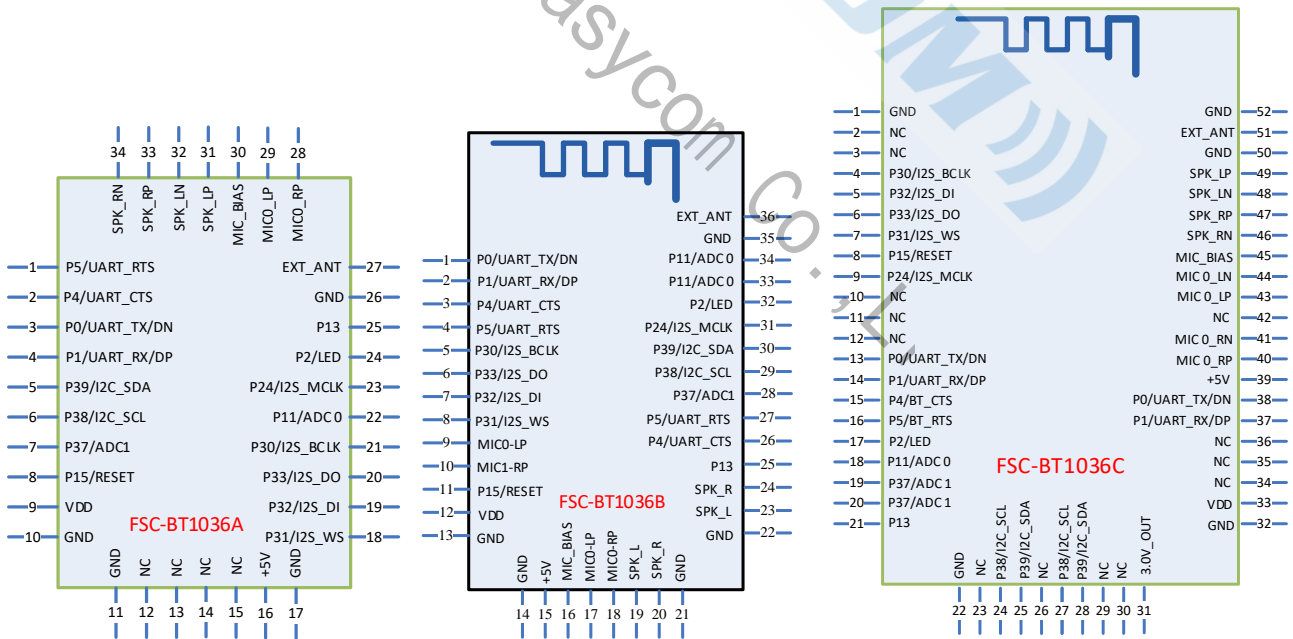 asycom Co., L
34 33 32 31 30 29 28
SPK_RN SPK_RP SPK_LN SPK_LP MIC_BIAS MIC0_LP MIC0_RP
1 P5/UART_RTS EXT_ANT 27
2 P4/UART_CTS GND 26
3 P0/UART_TX/DN P13 25
4 P1/UART_RX/DP P2/LED 24
5 P39/I2C_SDA P24/I2S_MCLK 23
6 P38/I2C_SCL P11/ADC0 22
7 P37/ADC1 P30/I2S_BCLK 21
8 P15/RESET P33/I2S_DO 20
9 VDD P32/I2S_DI 19
FSC-BT1036A
10 GND P31/I2S_WS 18
GND NC NC NC NC +5V GND
11 12 13 14 15 16 17
EXT_ANT 36
GND 35
1 P0/UART_TX/DN P11/ADC0 34
2 P1/UART_RX/DP P11/ADC0 33
3 P4/UART_CTS P2/LED 32
4 P5/UART_RTS P24/I2S_MCLK 31
5 P30/I2S_BCLK P39/I2C_SDA 30
6 P33/I2S_DO P38/I2C_SCL 29
7 P32/I2S_DI P37/ADC1 28
8 P31/I2S_WS P5/UART_RTS 27
9 MIC0-LP P4/UART_CTS 26
10 MIC1-RP P13 25
11 P15/RESET SPK_R 24
FSC-BT1036B
12 VDD SPK_L 23
13 GND GND 22
GND +5V MIC_BIAS MIC0-LP MIC0-RP SPK_L SPK_R GND
14 15 16 17 18 19 20 21
1 GND GND 52
2 NC EXT_ANT 51
3 NC GND 50
4 P30/I2S_BCLK SPK_LP 49
5 P32/I2S_DI SPK_LN 48
6 P33/I2S_DO SPK_RP 47
7 P31/I2S_WS SPK_RN 46
8 P15/RESET MIC_BIAS 45
9 P24/I2S_MCLK MIC0_LN 44
10 NC MIC0_LP 43
11 NC NC 42
12 NC MIC0_RN 41
13 P0/UART_TX/DN MIC0_RP 40
14 P1/UART_RX/DP +5V 39
15 P4/BT_CTS P0/UART_TX/DN 38
16 P5/BT_RTS P1/UART_RX/DP 37
17 P2/LED NC 36
18 P11/ADC0 NC 35
FSC-BT1036C
19 P37/ADC1 NC 34
20 P37/ADC1 VDD 33
21 P13 GND 32
GND NC P38/I2C_SCL P39/I2C_SDA NC P38/I2C_SCL P39/I2C_SDA NC NC 3.0V_OUT
22 23 24 25 26 27 28 29 30 31